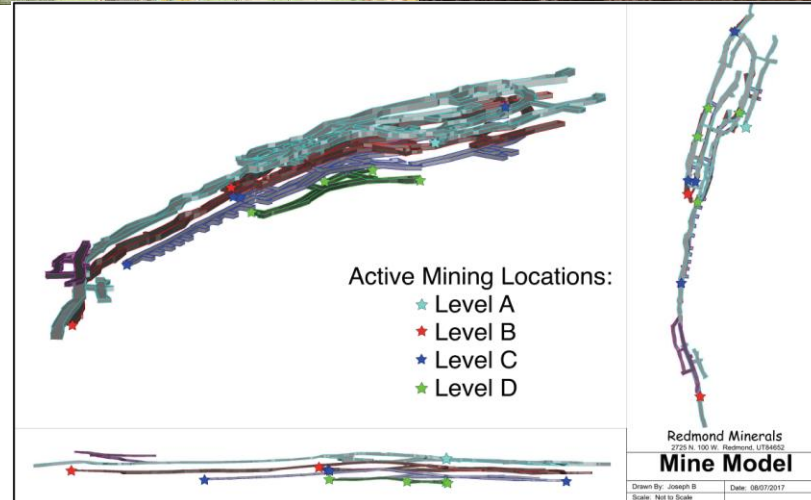 Active Mining Locations:
Level A
Level B
Level C
Level D
Redmond Minerals
2725 N. 100 W. Redmond, UT84652
Mine Model
Drawn By: Joseph B
Date: 08/07/2017
Scale: Not to Scale